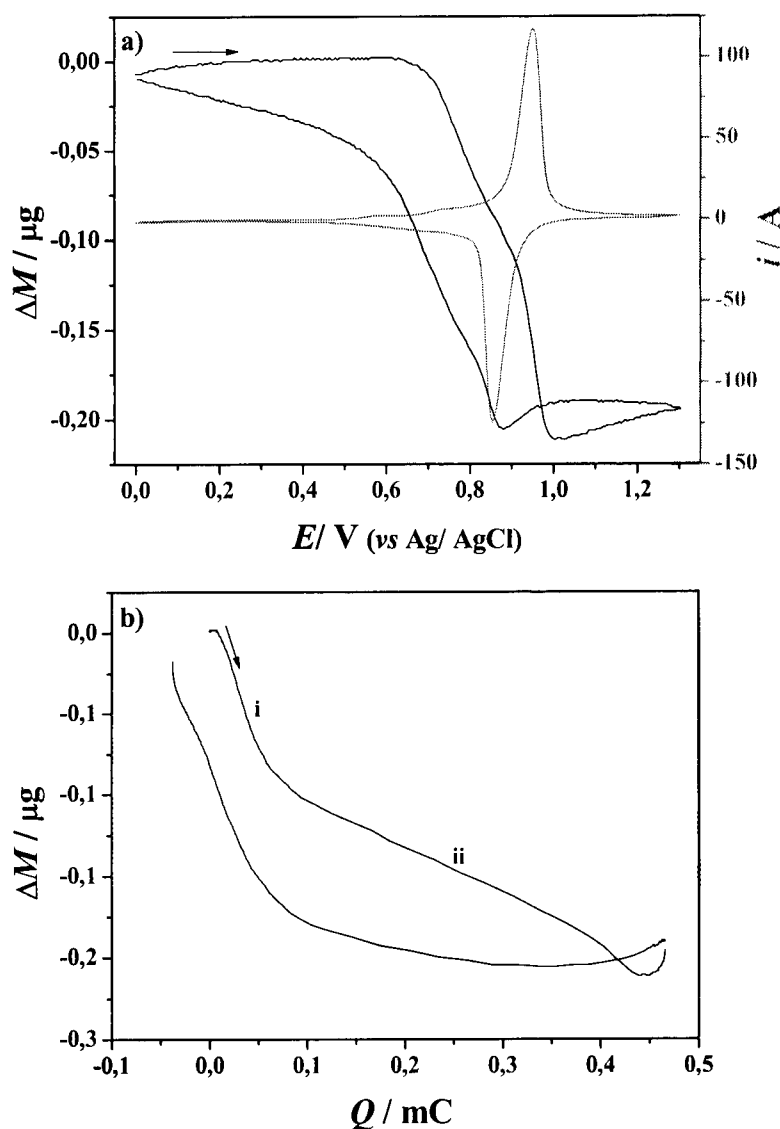 a)
0,00
-0,05
-0,10
-0,15
-0,20
ΔM / μg
100
50
0
-50
-100
-150
i / A
0,0 0,2 0,4 0,6 0,8 1,0 1,2
E/ V (vs Ag/ AgCl)
b)
0,0
-0,1
-0,1
-0,1
-0,2
-0,3
ΔM / μg
i
ii
-0,1 0,0 0,1 0,2 0,3 0,4 0,5
Q / mC